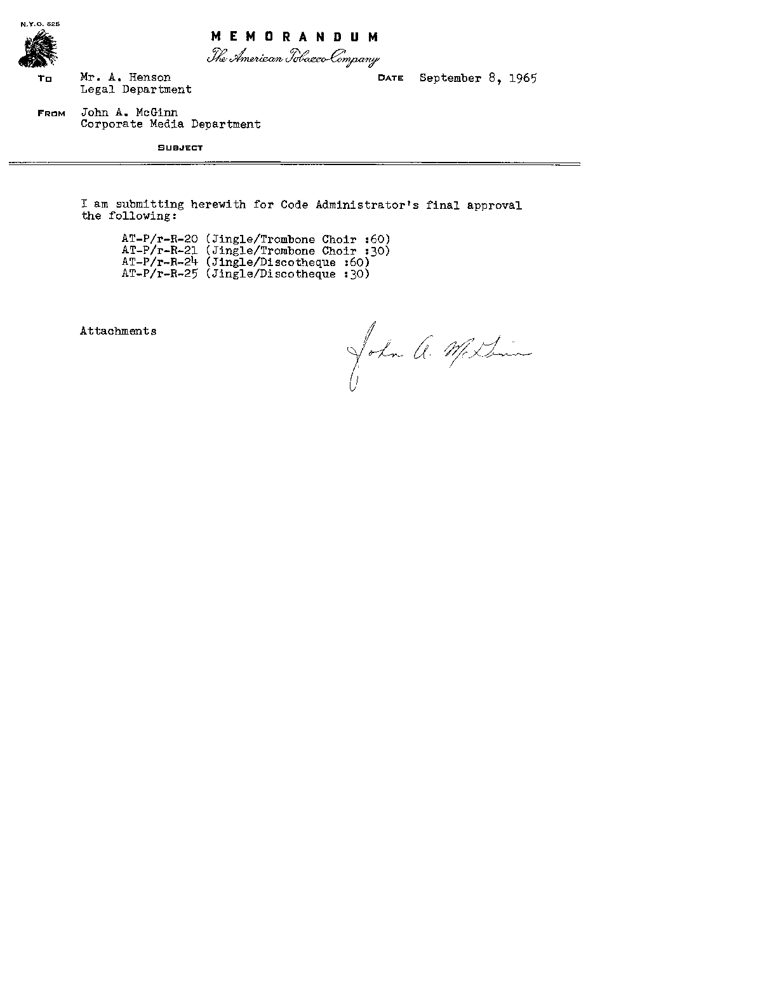 N.Y.O. 525
MEMORANDUM
The American Tobacco Company
TO Mr. A. Henson DATE September 8, 1965
Legal Department
FROM John A. McGinn
Corporate Media Department
SUBJECT
I am submitting herewith for Code Administrator's final approval
the following:
AT-P/r-R-20 (Jingle/Trombone Choir :60)
AT-P/r-R-21 (Jingle/Trombone Choir :30)
AT-P/r-R-24 (Jingle/Discotheque :60)
AT-P/r-R-25 (Jingle/Discotheque :30)
Attachments
John A. McGinn